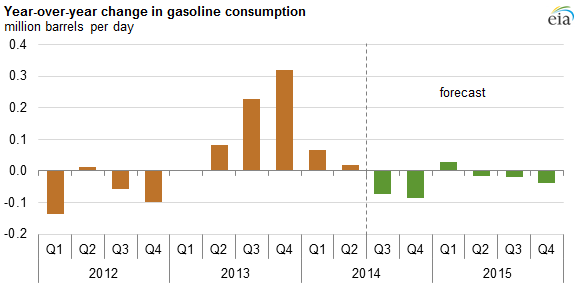 Year-over-year change in gasoline consumption
million barrels per day
eia
0.4
0.3
0.2
0.1
0.0
-0.1
-0.2
forecast
Q1 Q2 Q3 Q4 Q1 Q2 Q3 Q4 Q1 Q2 Q3 Q4 Q1 Q2 Q3 Q4
2012 2013 2014 2015